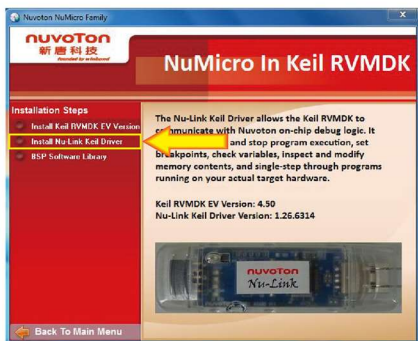 Nuvoton NuMicro Family
nuvoTon
新唐科技
Founded by winbond
NuMicro In Keil RVMDK
Installation Steps
Install Keil RVMDK EV Version
Install Nu-Link Keil Driver
BSP Software Library
The Nu-Link Keil Driver allows the Keil RVMDK to
communicate with Nuvoton on-chip debug logic. It
and stop program execution, set
breakpoints, check variables, inspect and modify
memory contents, and single-step through programs
running on your actual target hardware.
Keil RVMDK EV Version: 4.50
Nu-Link Keil Driver Version: 1.26.6314
nuvoTon
Nu-Link
Back To Main Menu